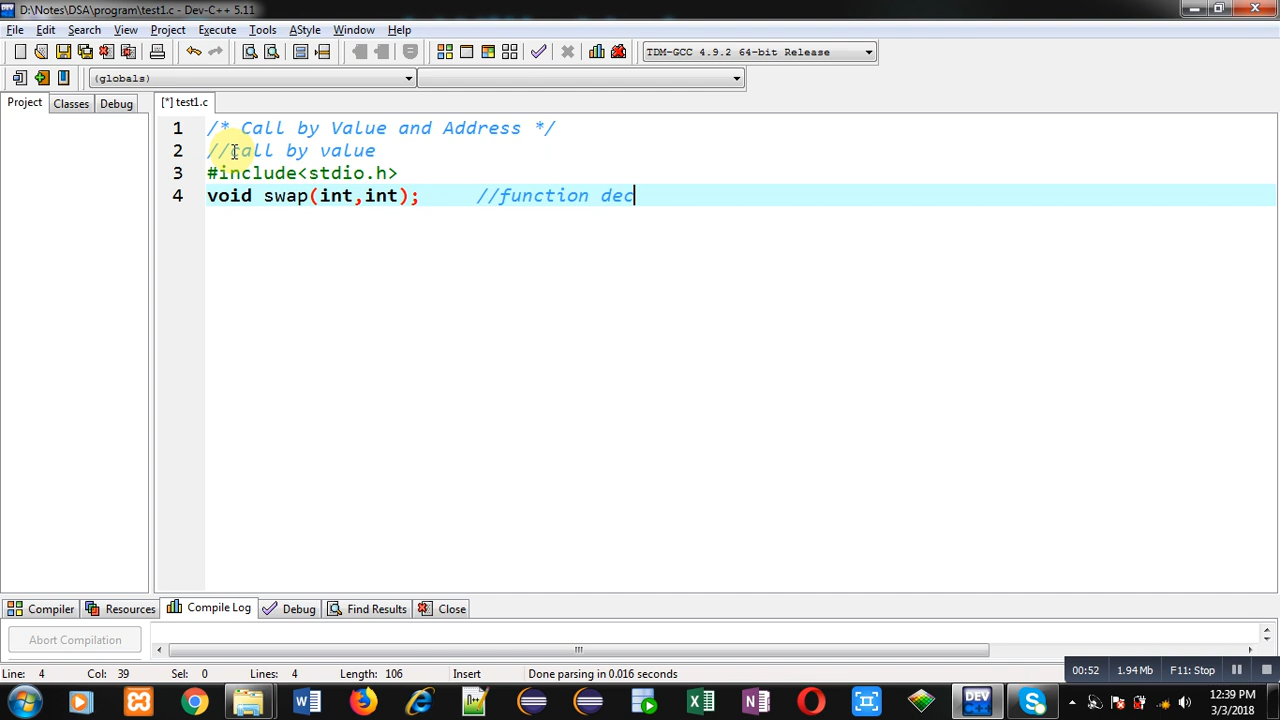 D:\Notes\DSA\program\test1.c - Dev-C++ 5.11
File Edit Search View Project Execute Tools AStyle Window Help
TDM-GCC 4.9.2 64-bit Release
(globals)
Project Classes Debug [*] test1.c
1 /* Call by Value and Address */
2 //call by value
3 #include<stdio.h>
4 void swap(int,int); //function dec
Compiler Resources Compile Log Debug Find Results Close
Abort Compilation
Line: 4 Col: 39 Sel: 0 Lines: 4 Length: 106 Insert Done parsing in 0.016 seconds
00:52 1.94 Mb F11: Stop
DEV
12:39 PM
3/3/2018